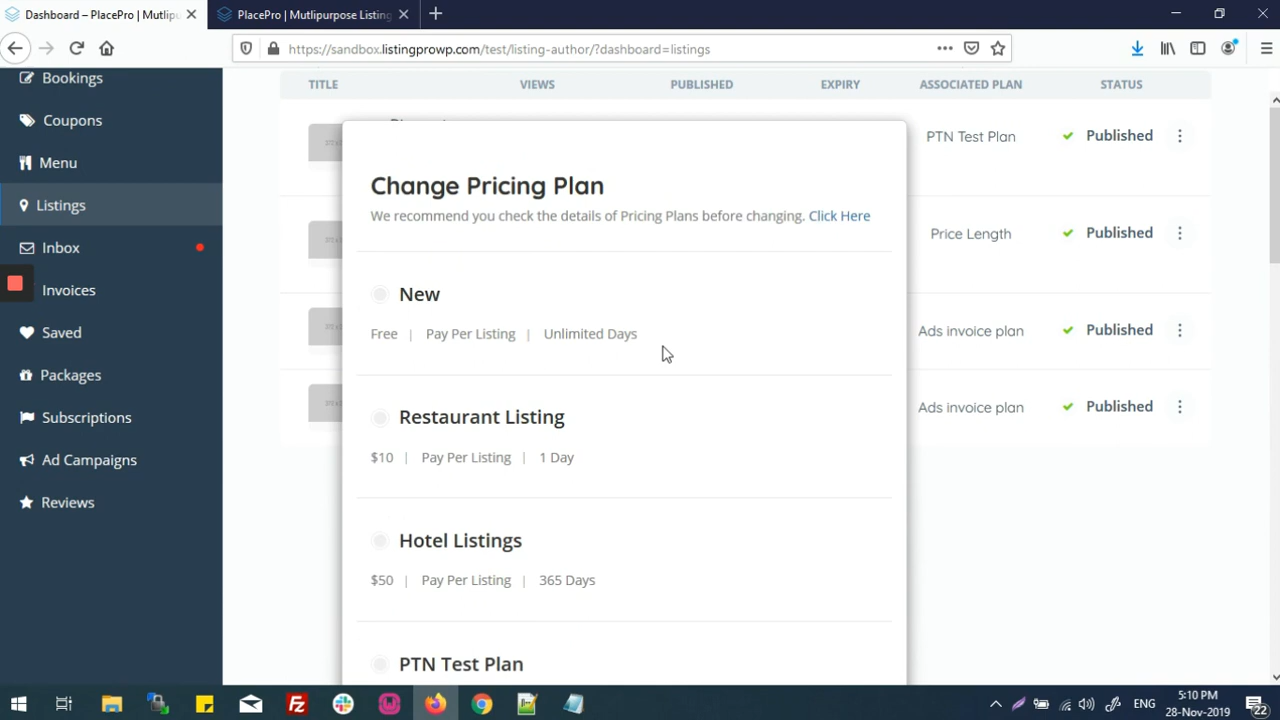 Dashboard – PlacePro | Mutlipu
PlacePro | Mutlipurpose Listing
https://sandbox.listingprowp.com/test/listing-author/?dashboard=listings
Bookings
Coupons
Menu
Listings
Inbox
Invoices
Saved
Packages
Subscriptions
Ad Campaigns
Reviews
TITLE VIEWS PUBLISHED EXPIRY ASSOCIATED PLAN STATUS
PTN Test Plan Published
Price Length Published
Ads invoice plan Published
Ads invoice plan Published
Change Pricing Plan
We recommend you check the details of Pricing Plans before changing. Click Here
New
Free | Pay Per Listing | Unlimited Days
Restaurant Listing
$10 | Pay Per Listing | 1 Day
Hotel Listings
$50 | Pay Per Listing | 365 Days
PTN Test Plan
ENG
5:10 PM
28-Nov-2019
22